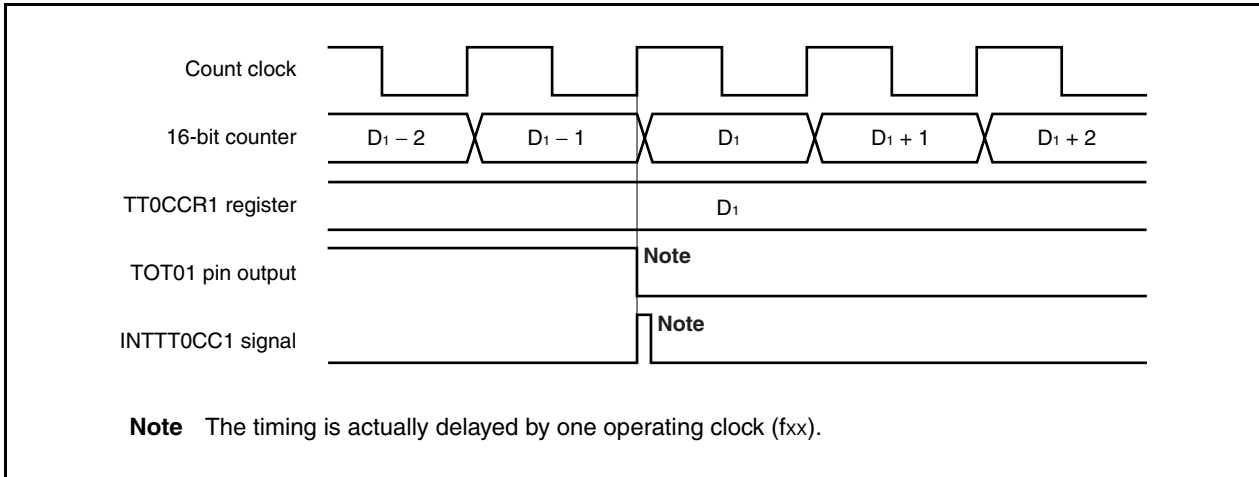 Count clock
16-bit counter D1 − 2 D1 − 1 D1 D1 + 1 D1 + 2
TT0CCR1 register D1
TOT01 pin output Note
INTTT0CC1 signal Note
Note The timing is actually delayed by one operating clock (fxx).